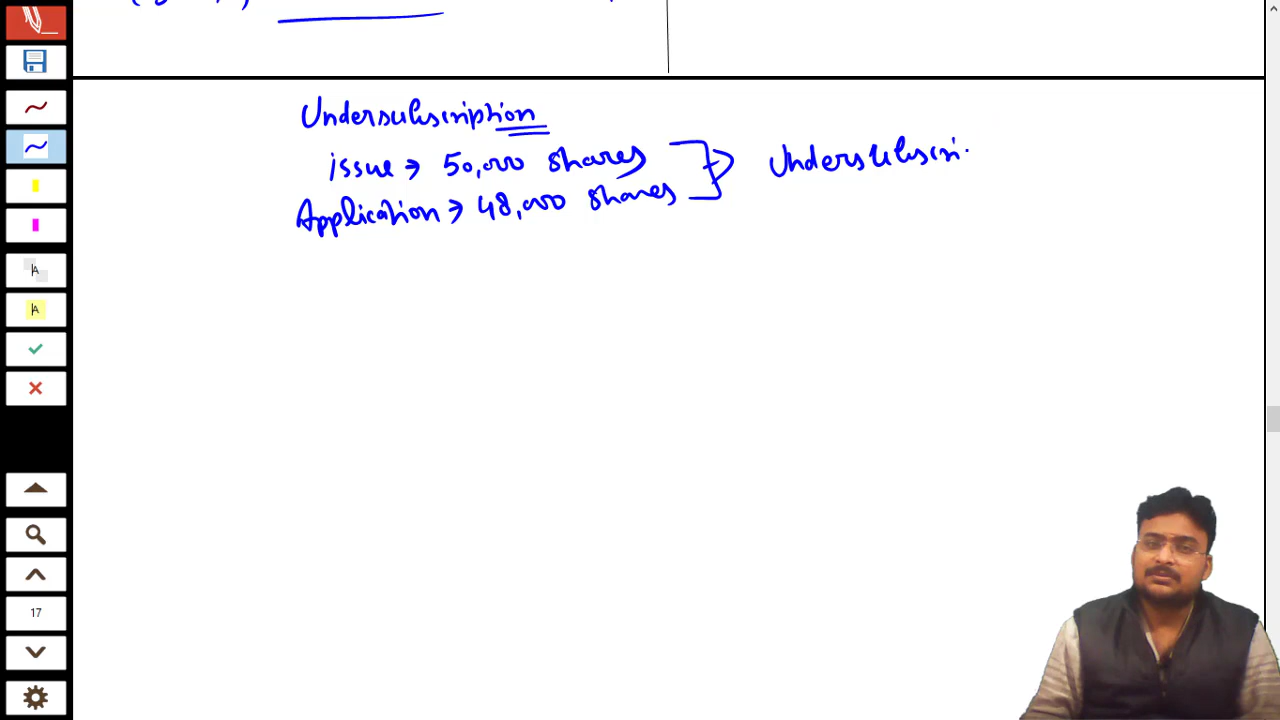 Undersubscription
issue → 50,000 shares
Application → 48,000 shares
Undersubscri
17